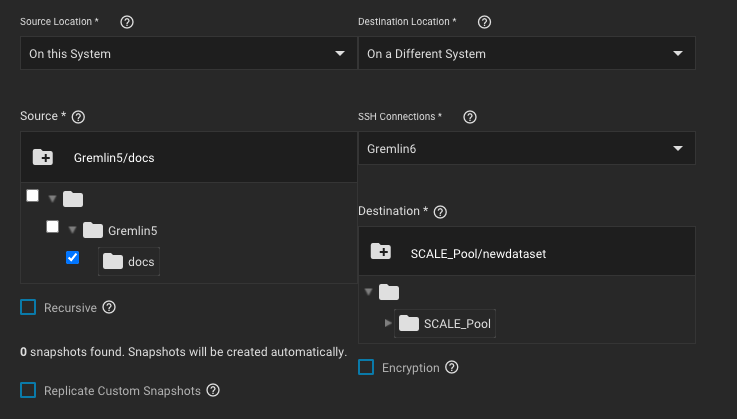 Source Location *
On this System
Source *
Gremlin5/docs
Gremlin5
docs
Recursive
0 snapshots found. Snapshots will be created automatically.
Replicate Custom Snapshots
Destination Location *
On a Different System
SSH Connections *
Gremlin6
Destination *
SCALE_Pool/newdataset
SCALE_Pool
Encryption